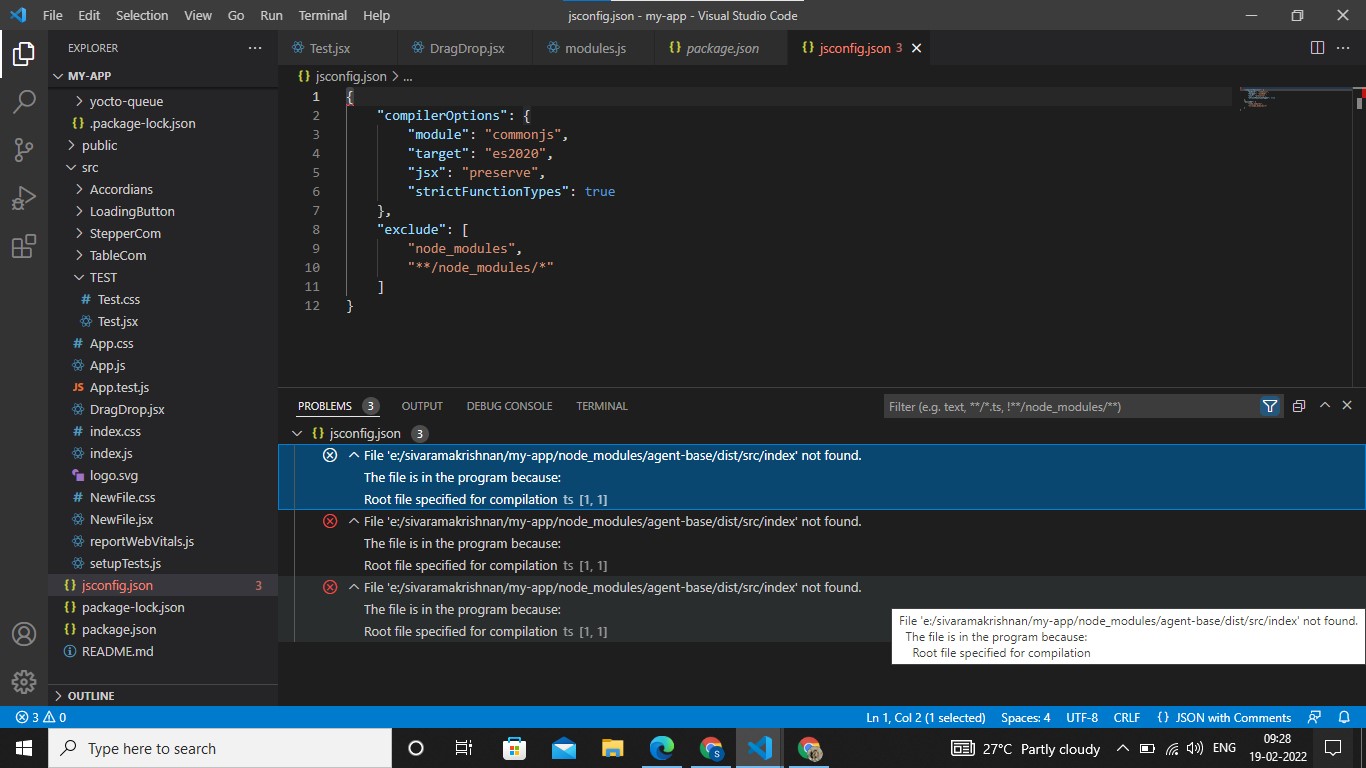 File Edit Selection View Go Run Terminal Help
jsconfig.json - my-app - Visual Studio Code
EXPLORER
MY-APP
yocto-queue
{} .package-lock.json
public
src
Accordians
LoadingButton
StepperCom
TableCom
TEST
# Test.css
Test.jsx
# App.css
App.js
JS App.test.js
DragDrop.jsx
# index.css
index.js
logo.svg
# NewFile.css
NewFile.jsx
reportWebVitals.js
setupTests.js
{} jsconfig.json 3
{} package-lock.json
{} package.json
README.md
OUTLINE
Test.jsx
DragDrop.jsx
modules.js
{} package.json
{} jsconfig.json 3
{} jsconfig.json > ...
1 {
2 "compilerOptions": {
3 "module": "commonjs",
4 "target": "es2020",
5 "jsx": "preserve",
6 "strictFunctionTypes": true
7 },
8 "exclude": [
9 "node_modules",
10 "**/node_modules/*"
11 ]
12 }
PROBLEMS 3 OUTPUT DEBUG CONSOLE TERMINAL
Filter (e.g. text, **/*.ts, !**/node_modules/**)
{} jsconfig.json 3
File 'e:/sivaramakrishnan/my-app/node_modules/agent-base/dist/src/index' not found.
The file is in the program because:
Root file specified for compilation ts [1, 1]
File 'e:/sivaramakrishnan/my-app/node_modules/agent-base/dist/src/index' not found.
The file is in the program because:
Root file specified for compilation ts [1, 1]
File 'e:/sivaramakrishnan/my-app/node_modules/agent-base/dist/src/index' not found.
The file is in the program because:
Root file specified for compilation ts [1, 1]
File 'e:/sivaramakrishnan/my-app/node_modules/agent-base/dist/src/index' not found.
The file is in the program because:
Root file specified for compilation
3 0
Ln 1, Col 2 (1 selected) Spaces: 4 UTF-8 CRLF {} JSON with Comments
Type here to search
S
27°C Partly cloudy
ENG
09:28
19-02-2022